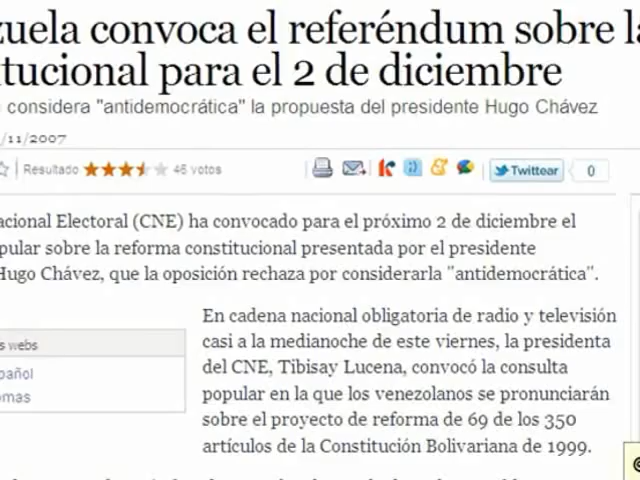 zuela convoca el referéndum sobre la
itucional para el 2 de diciembre
considera "antidemocrática" la propuesta del presidente Hugo Chávez
/11/2007
Resultado 46 votos
Twittear 0
acional Electoral (CNE) ha convocado para el próximo 2 de diciembre el
pular sobre la reforma constitucional presentada por el presidente
Hugo Chávez, que la oposición rechaza por considerarla "antidemocrática".
En cadena nacional obligatoria de radio y televisión
casi a la medianoche de este viernes, la presidenta
del CNE, Tibisay Lucena, convocó la consulta
popular en la que los venezolanos se pronunciarán
sobre el proyecto de reforma de 69 de los 350
artículos de la Constitución Bolivariana de 1999.
s webs
pañol
omas